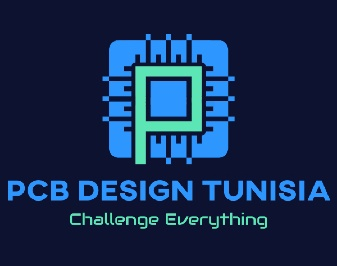 P
PCB DESIGN TUNISIA
Challenge Everything